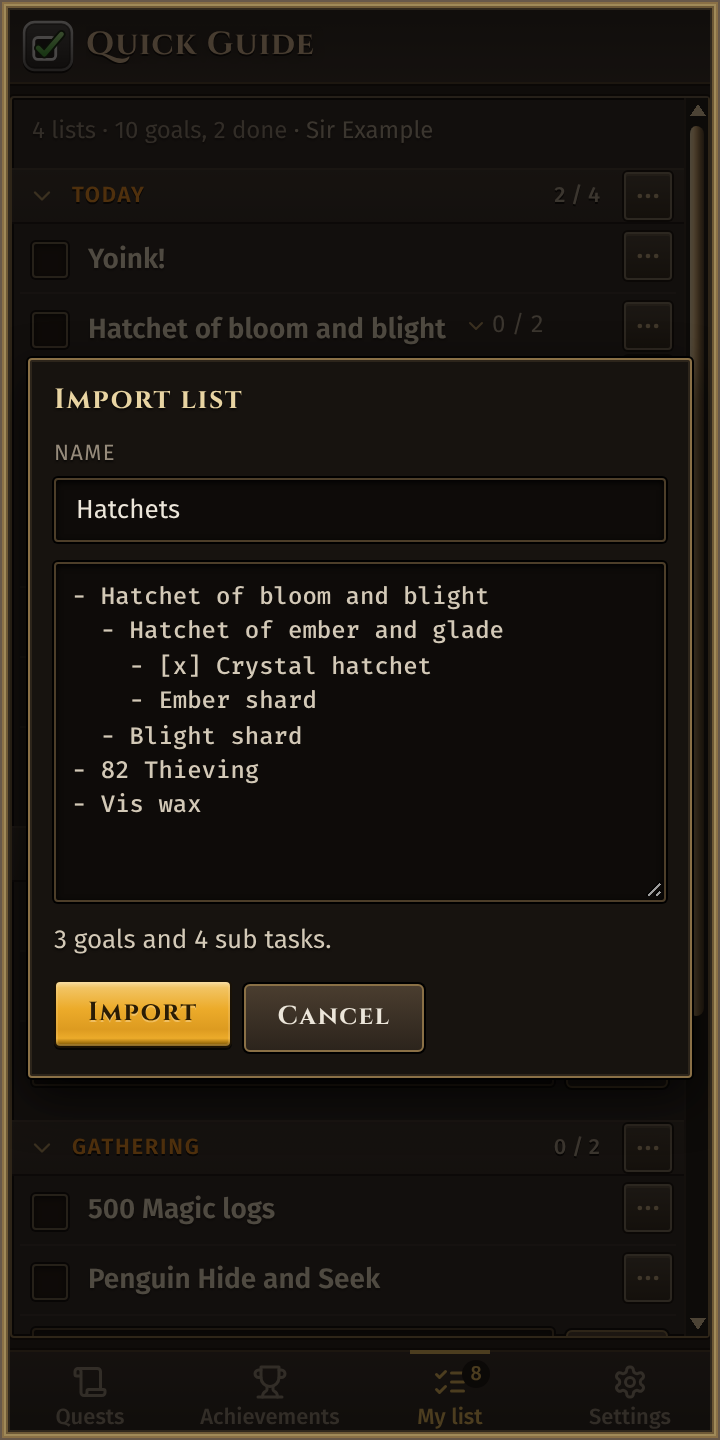 Quick Guide
4 lists · 10 goals, 2 done · Sir Example
TODAY
2 / 4
Yoink!
Hatchet of bloom and blight
0 / 2
Import list
NAME
Hatchets
- Hatchet of bloom and blight
- Hatchet of ember and glade
- [x] Crystal hatchet
- Ember shard
- Blight shard
- 82 Thieving
- Vis wax
3 goals and 4 sub tasks.
Import
Cancel
GATHERING
0 / 2
500 Magic logs
Penguin Hide and Seek
8
Quests
Achievements
My list
Settings